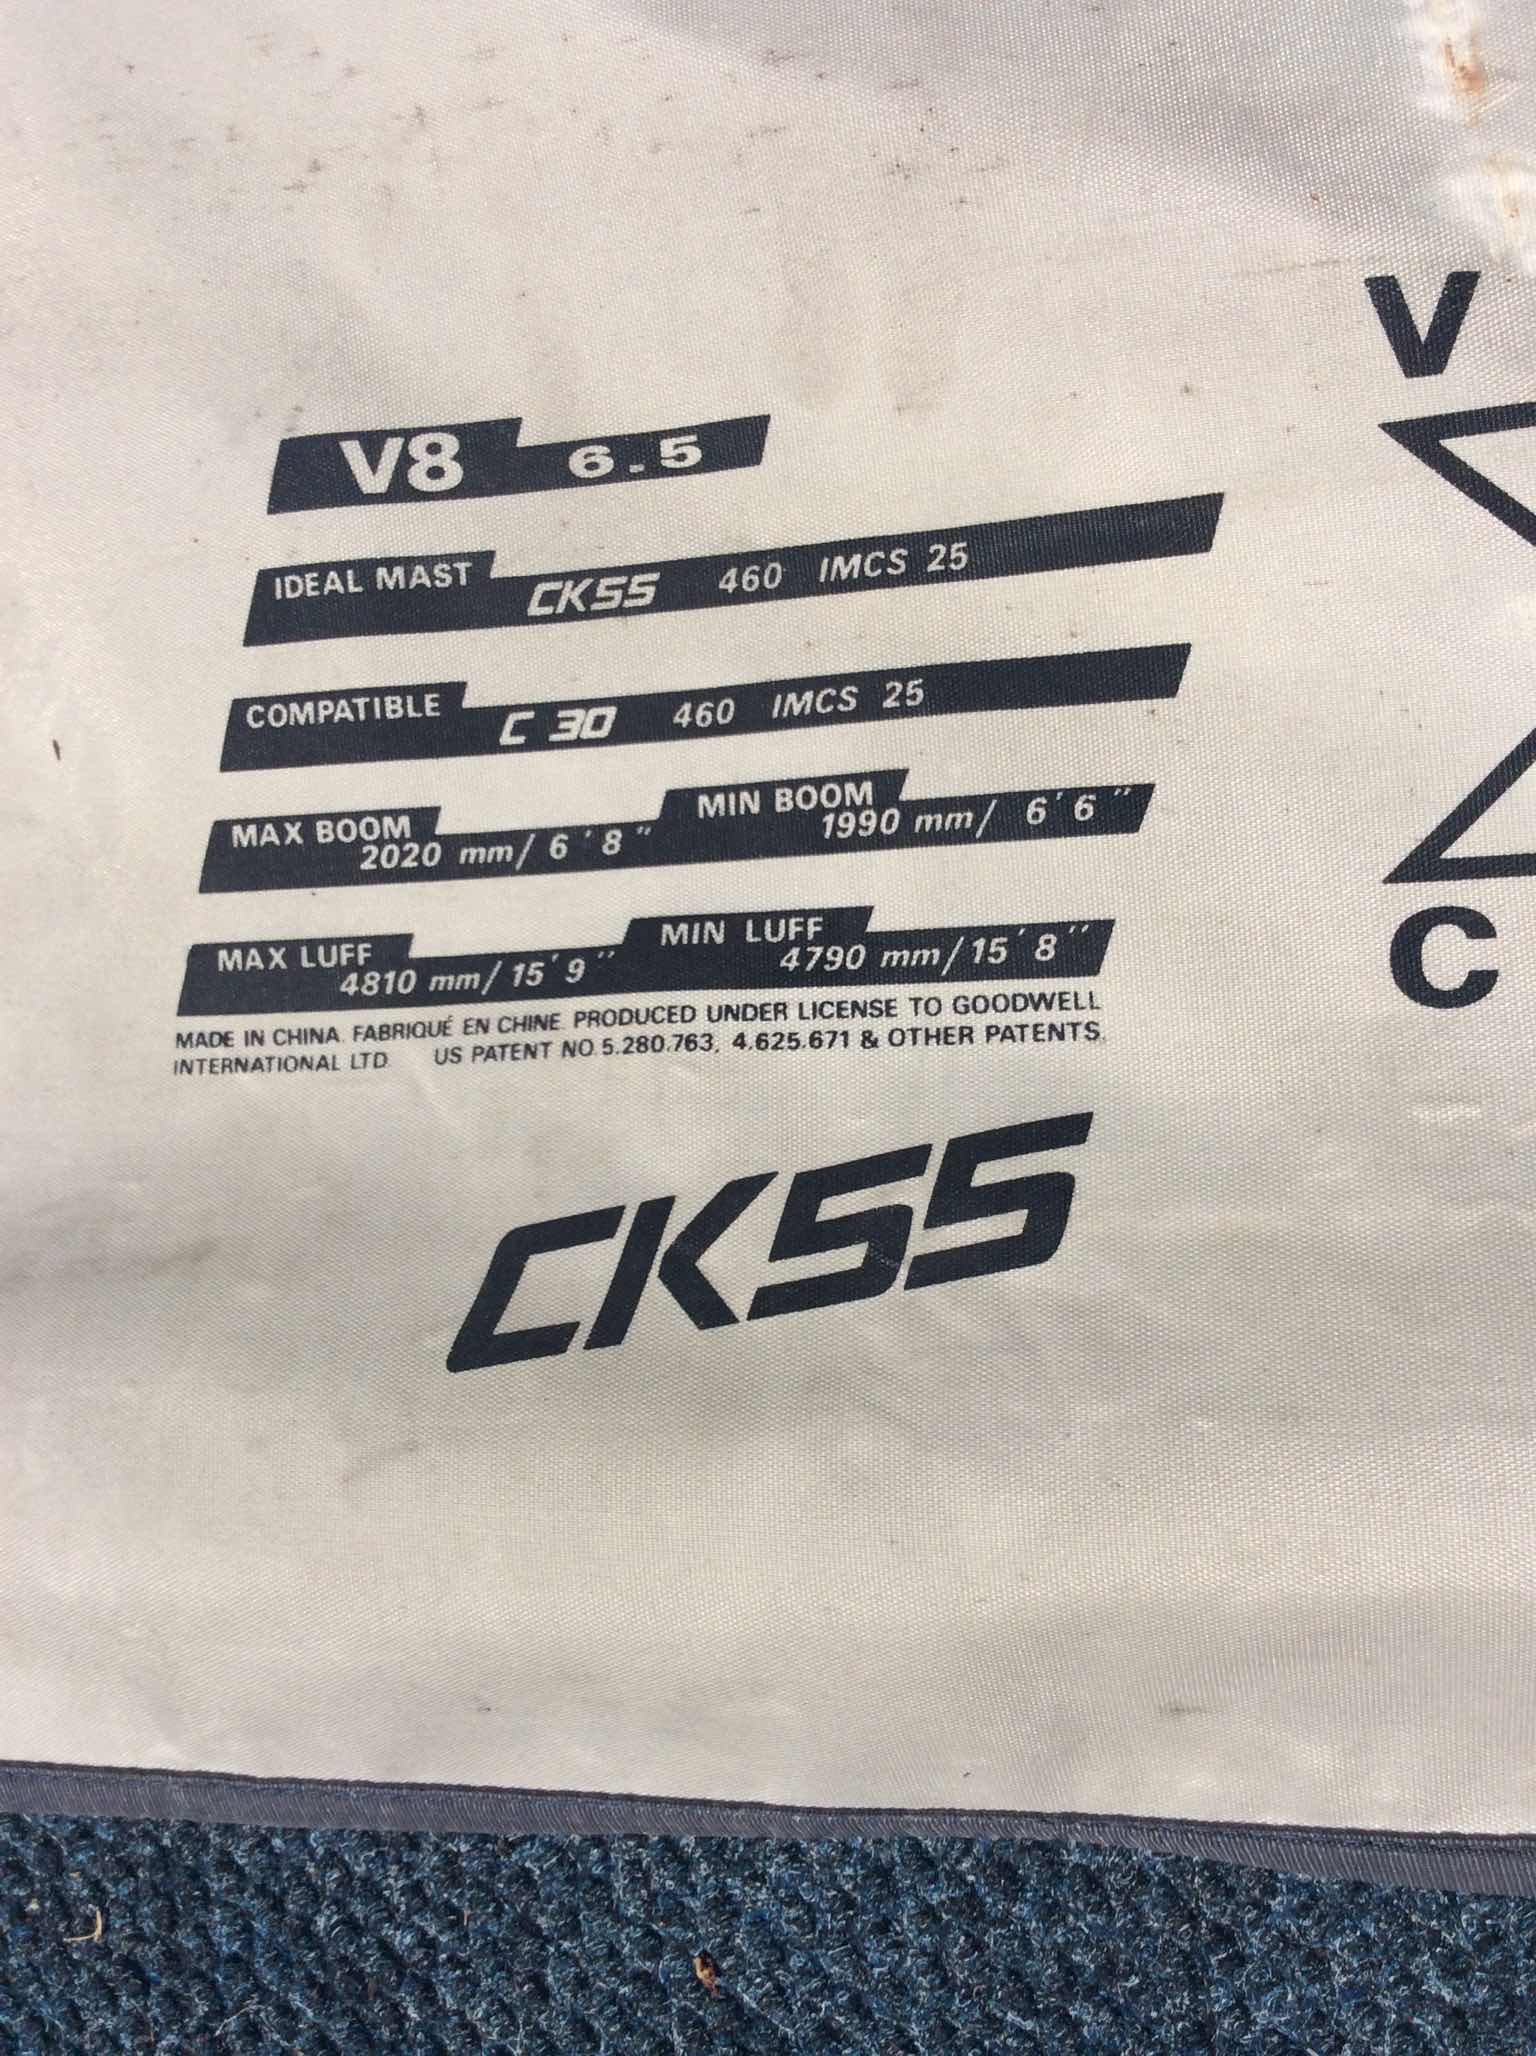 V8 6.5
IDEAL MAST CK55 460 IMCS 25
COMPATIBLE C 30 460 IMCS 25
MAX BOOM 2020 mm/ 6'8" MIN BOOM 1990 mm/ 6'6"
MAX LUFF 4810 mm/ 15'9" MIN LUFF 4790 mm/ 15'8"
MADE IN CHINA. FABRIQUÉ EN CHINE. PRODUCED UNDER LICENSE TO GOODWELL
INTERNATIONAL LTD. US PATENT NO.5.280.763, 4.625.671 & OTHER PATENTS.
CK55
V
C